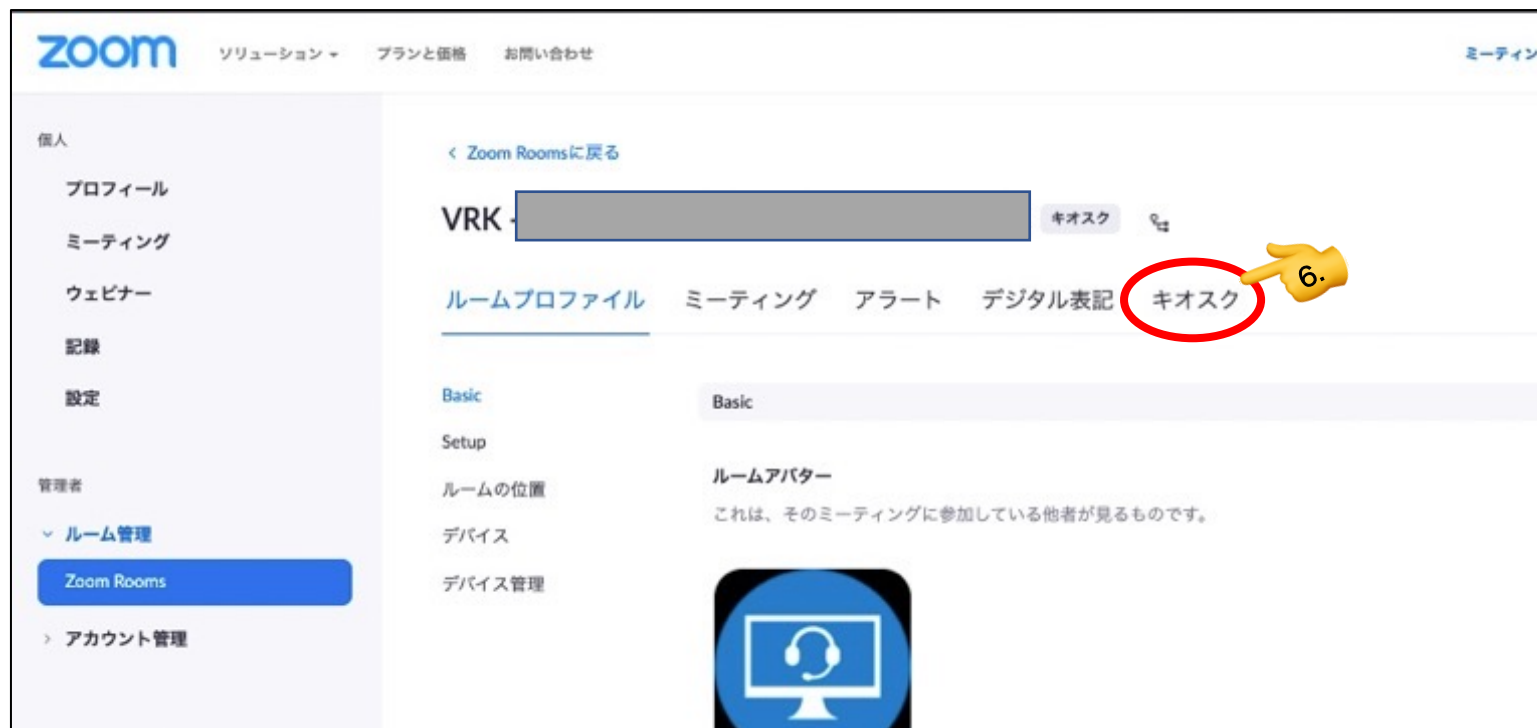 zoom ソリューション プランと価格 お問い合わせ ミーティン
個人
プロフィール
ミーティング
ウェビナー
記録
設定
管理者
ルーム管理
Zoom Rooms
アカウント管理
< Zoom Roomsに戻る
VRK - キオスク
6.
ルームプロファイル ミーティング アラート デジタル表記 キオスク
Basic
Setup
ルームの位置
デバイス
デバイス管理
Basic
ルームアバター
これは、そのミーティングに参加している他者が見るものです。